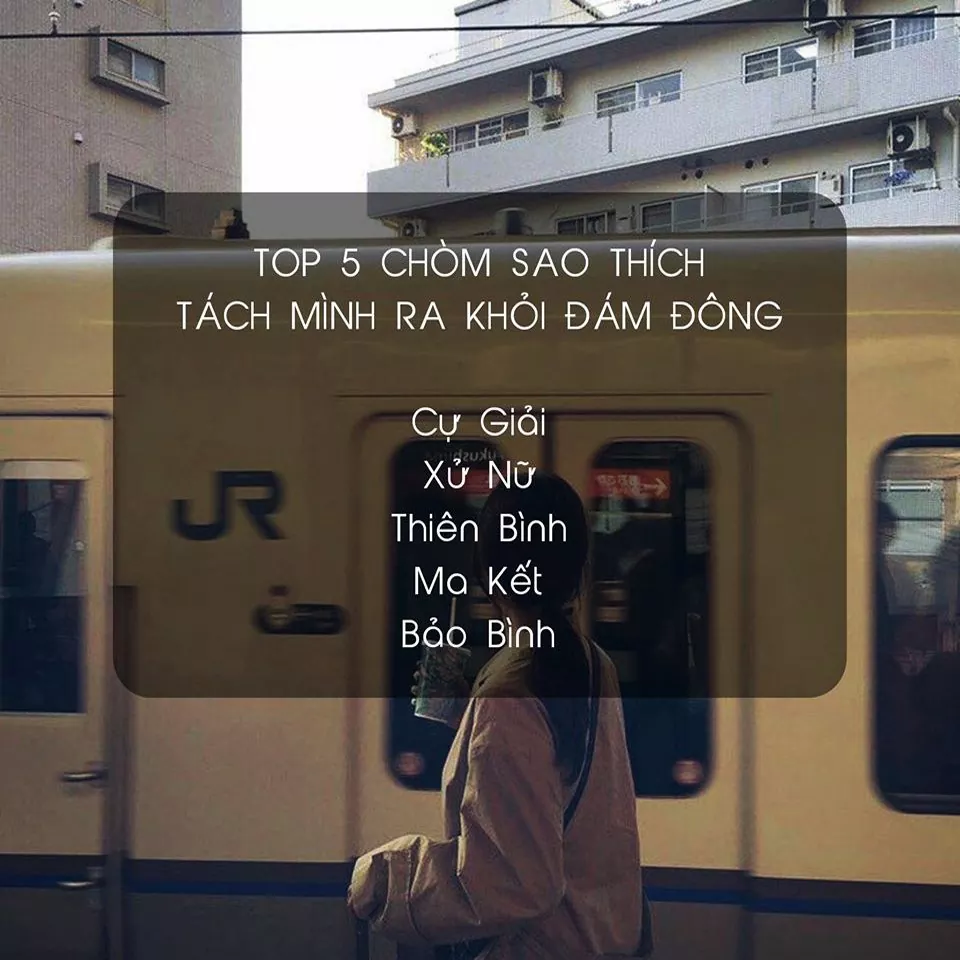 TOP 5 CHÒM SAO THÍCH
TÁCH MÌNH RA KHỎI ĐÁM ĐÔNG
Cự Giải
Xử Nữ
Thiên Bình
Ma Kết
Bảo Bình
JR